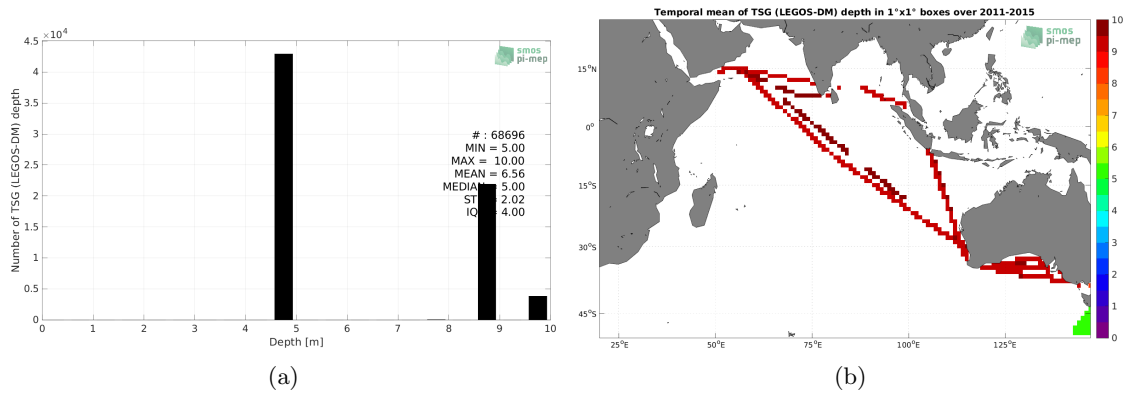 Temporal mean of TSG (LEGOS-DM) depth in 1°x1° boxes over 2011-2015
×10⁴
4.5
4
3.5
3
2.5
2
1.5
1
0.5
0
Number of TSG (LEGOS-DM) depth
smos
pi-mep
# : 68696
MIN = 5.00
MAX = 10.00
MEAN = 6.56
= 5.00
= 2.02
= 4.00
0 1 2 3 4 5 6 7 8 9 10
Depth [m]
smos
pi-mep
15°N
0°
15°S
30°S
45°S
25°E 50°E 75°E 100°E 125°E
10
9
8
7
6
5
4
3
2
1
0
(a)
(b)